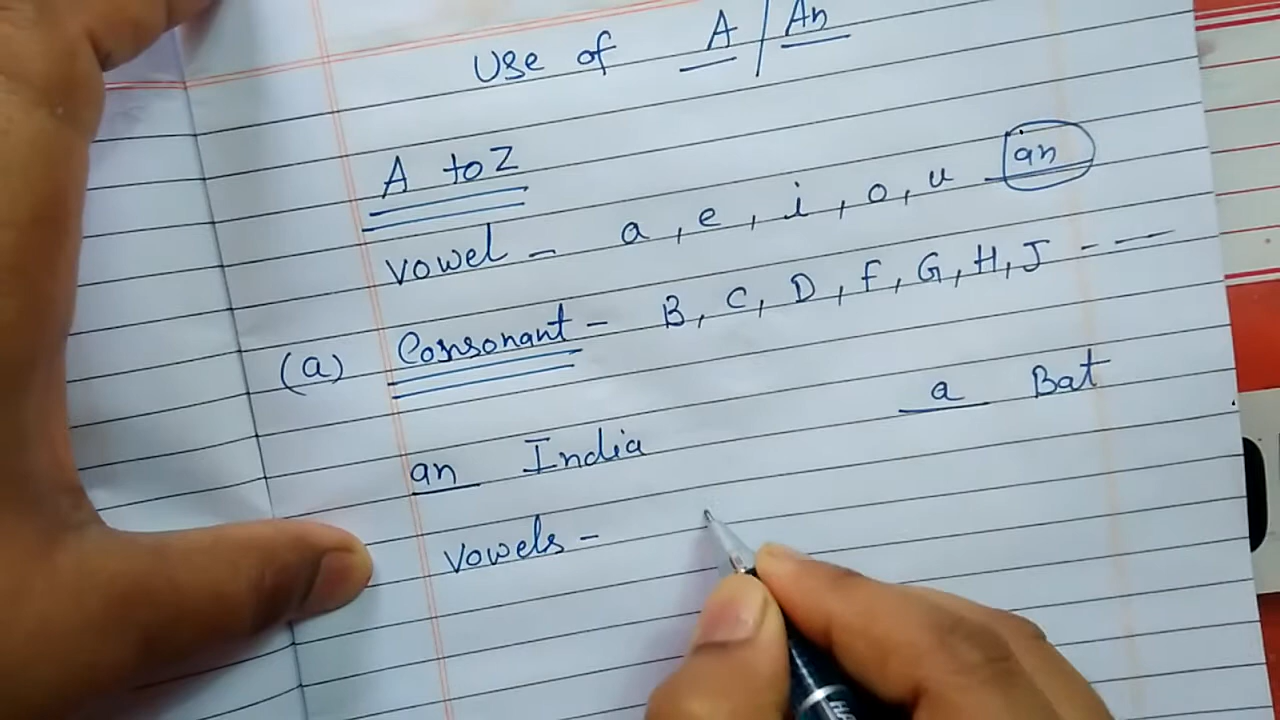 Use of A/An
A to Z
Vowel - a, e, i, o, u an
(a) Consonant - B, C, D, F, G, H, J ---
a Bat
an India
Vowels -